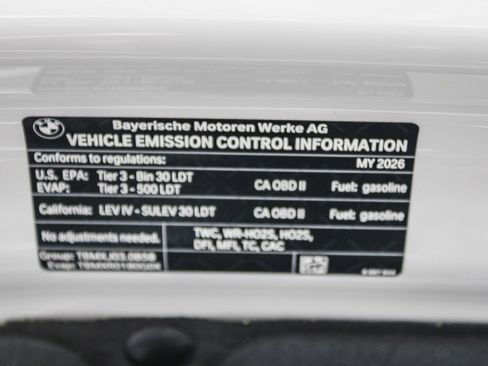 Bayerische Motoren Werke AG
VEHICLE EMISSION CONTROL INFORMATION
Conforms to regulations: MY 2026
U.S. EPA: Tier 3 - Bin 30 LDT CA OBD II Fuel: gasoline
EVAP: Tier 3 - 500 LDT
California: LEV IV - SULEV 30 LDT CA OBD II Fuel: gasoline
No adjustments needed. TWC, WR-HO2S, HO2S,
DFI, MFI, TC, CAC
Group:
Evap: